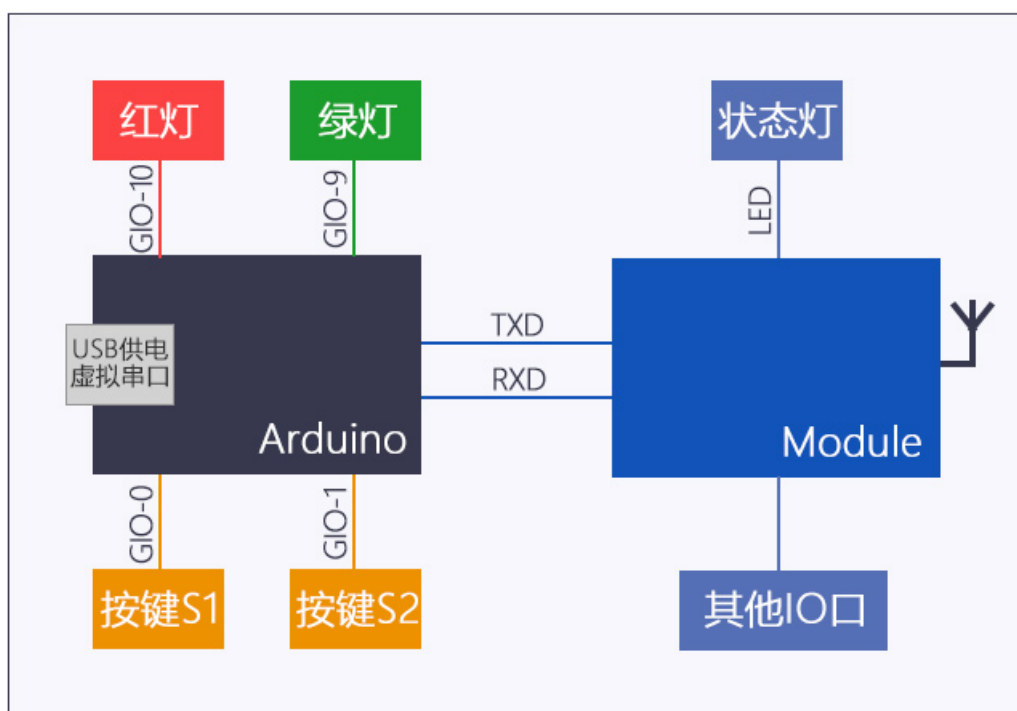 红灯
绿灯
状态灯
GIO-10
GIO-9
LED
USB供电
虚拟串口
TXD
RXD
Arduino
Module
GIO-0
GIO-1
按键S1
按键S2
其他IO口